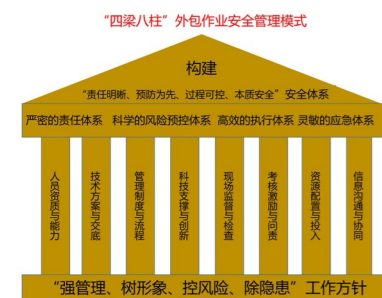 “四梁八柱”外包作业安全管理模式
构建
“责任明晰、预防为先、过程可控、本质安全”安全体系
严密的责任体系 科学的风险预控体系 高效的执行体系 灵敏的应急体系
人员资质与能力
技术方案与交底
管理制度与流程
科技支撑与创新
现场监督与检查
考核激励与问责
资源配置与投入
信息沟通与协同
“强管理、树形象、控风险、除隐患”工作方针